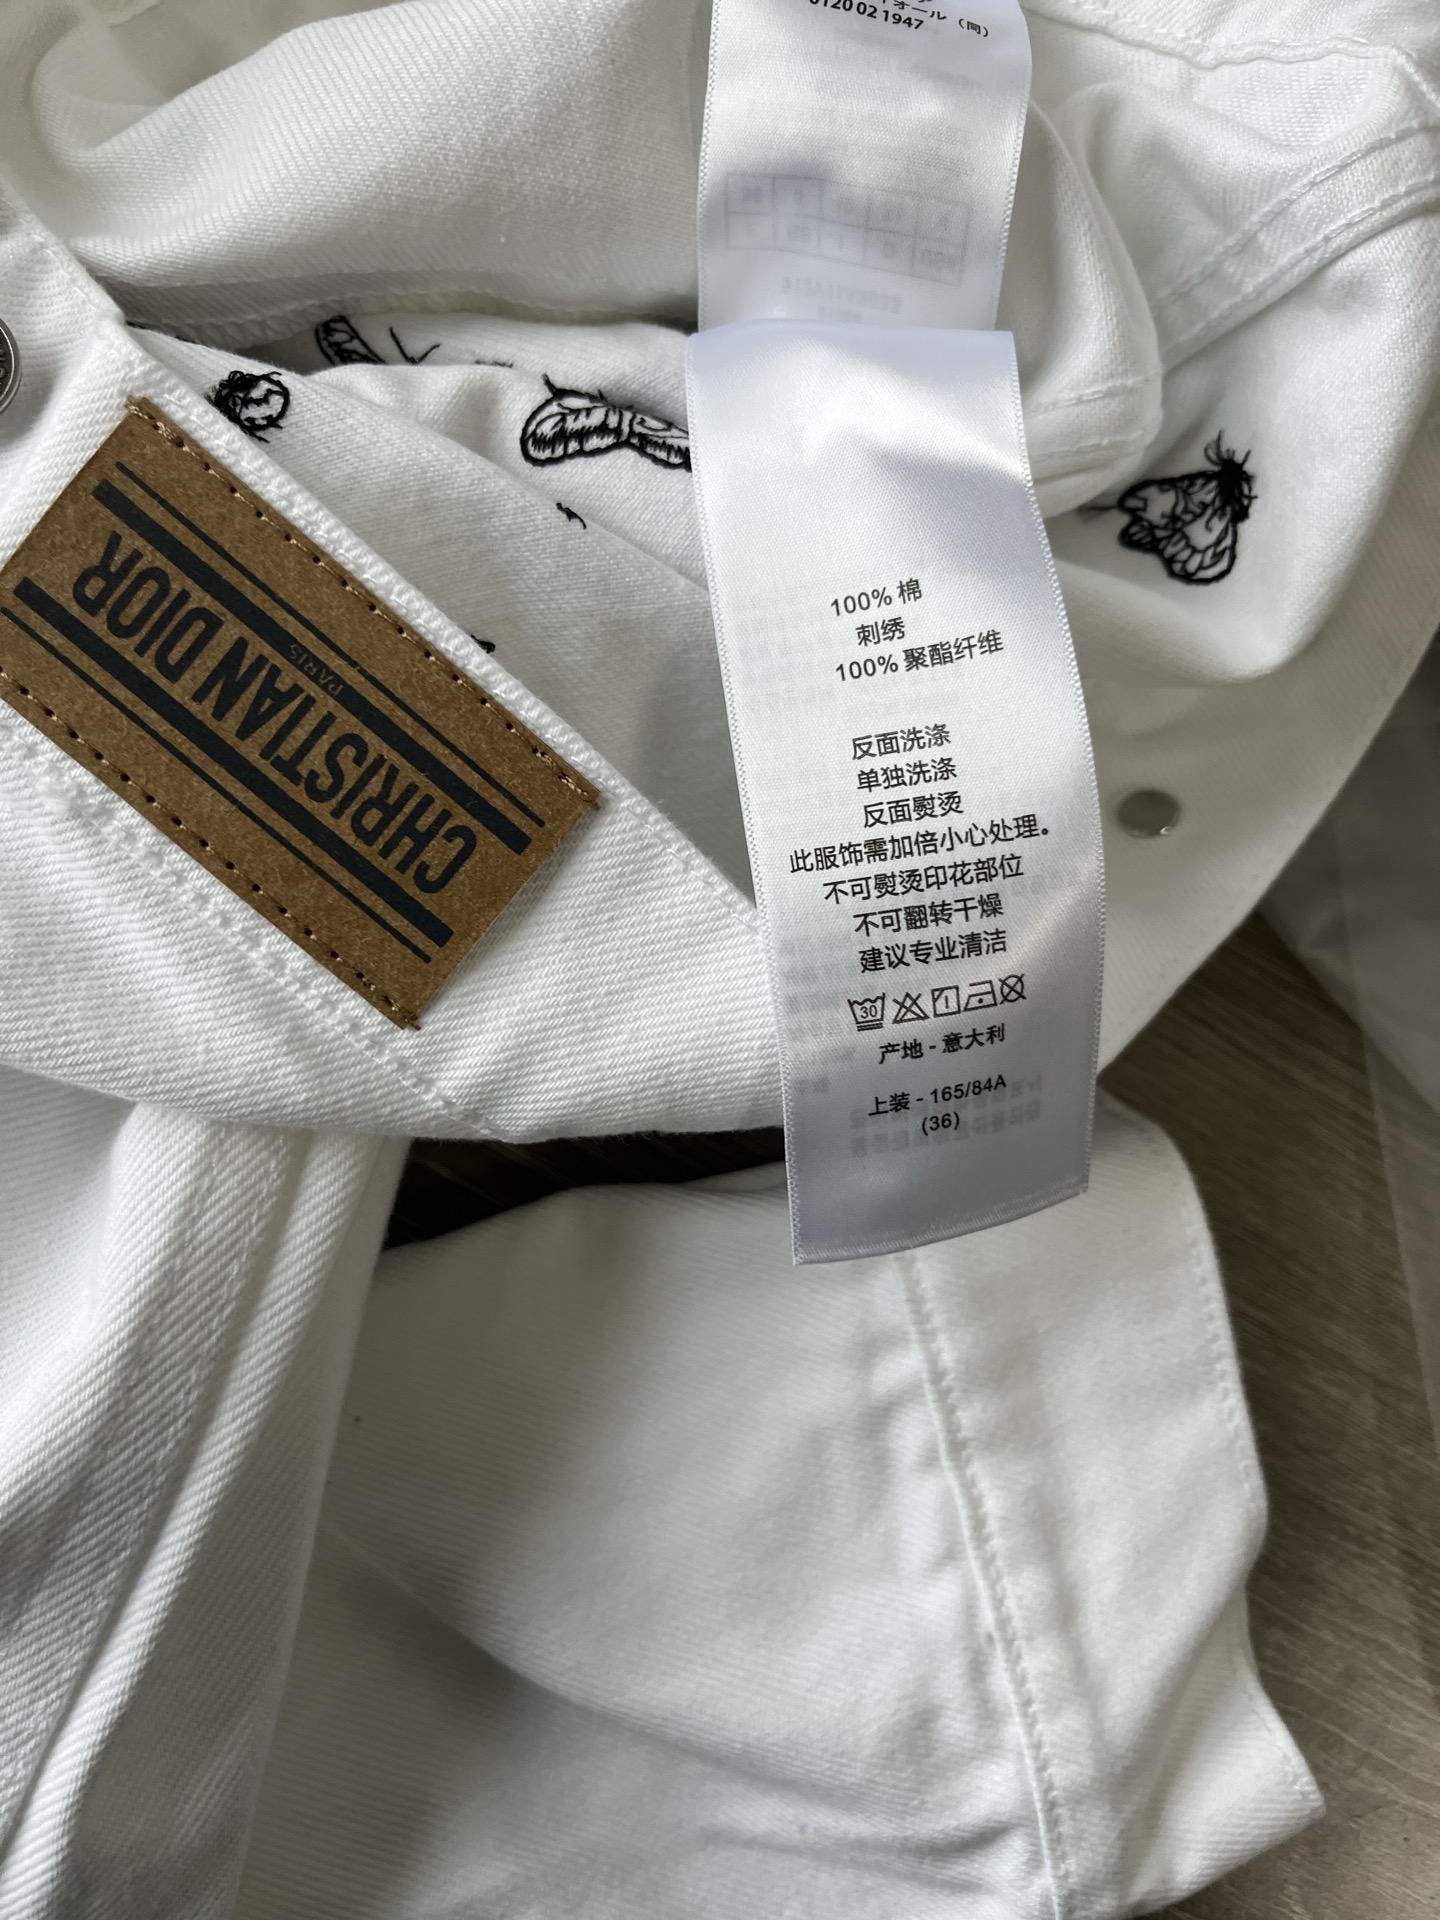 0120 02 1947
100% 棉
刺绣
100% 聚酯纤维
反面洗涤
单独洗涤
反面熨烫
此服饰需加倍小心处理。
不可熨烫印花部位
不可翻转干燥
建议专业清洁
30
产地 - 意大利
上装 - 165/84A
(36)
CHRISTIAN DIOR
PARIS